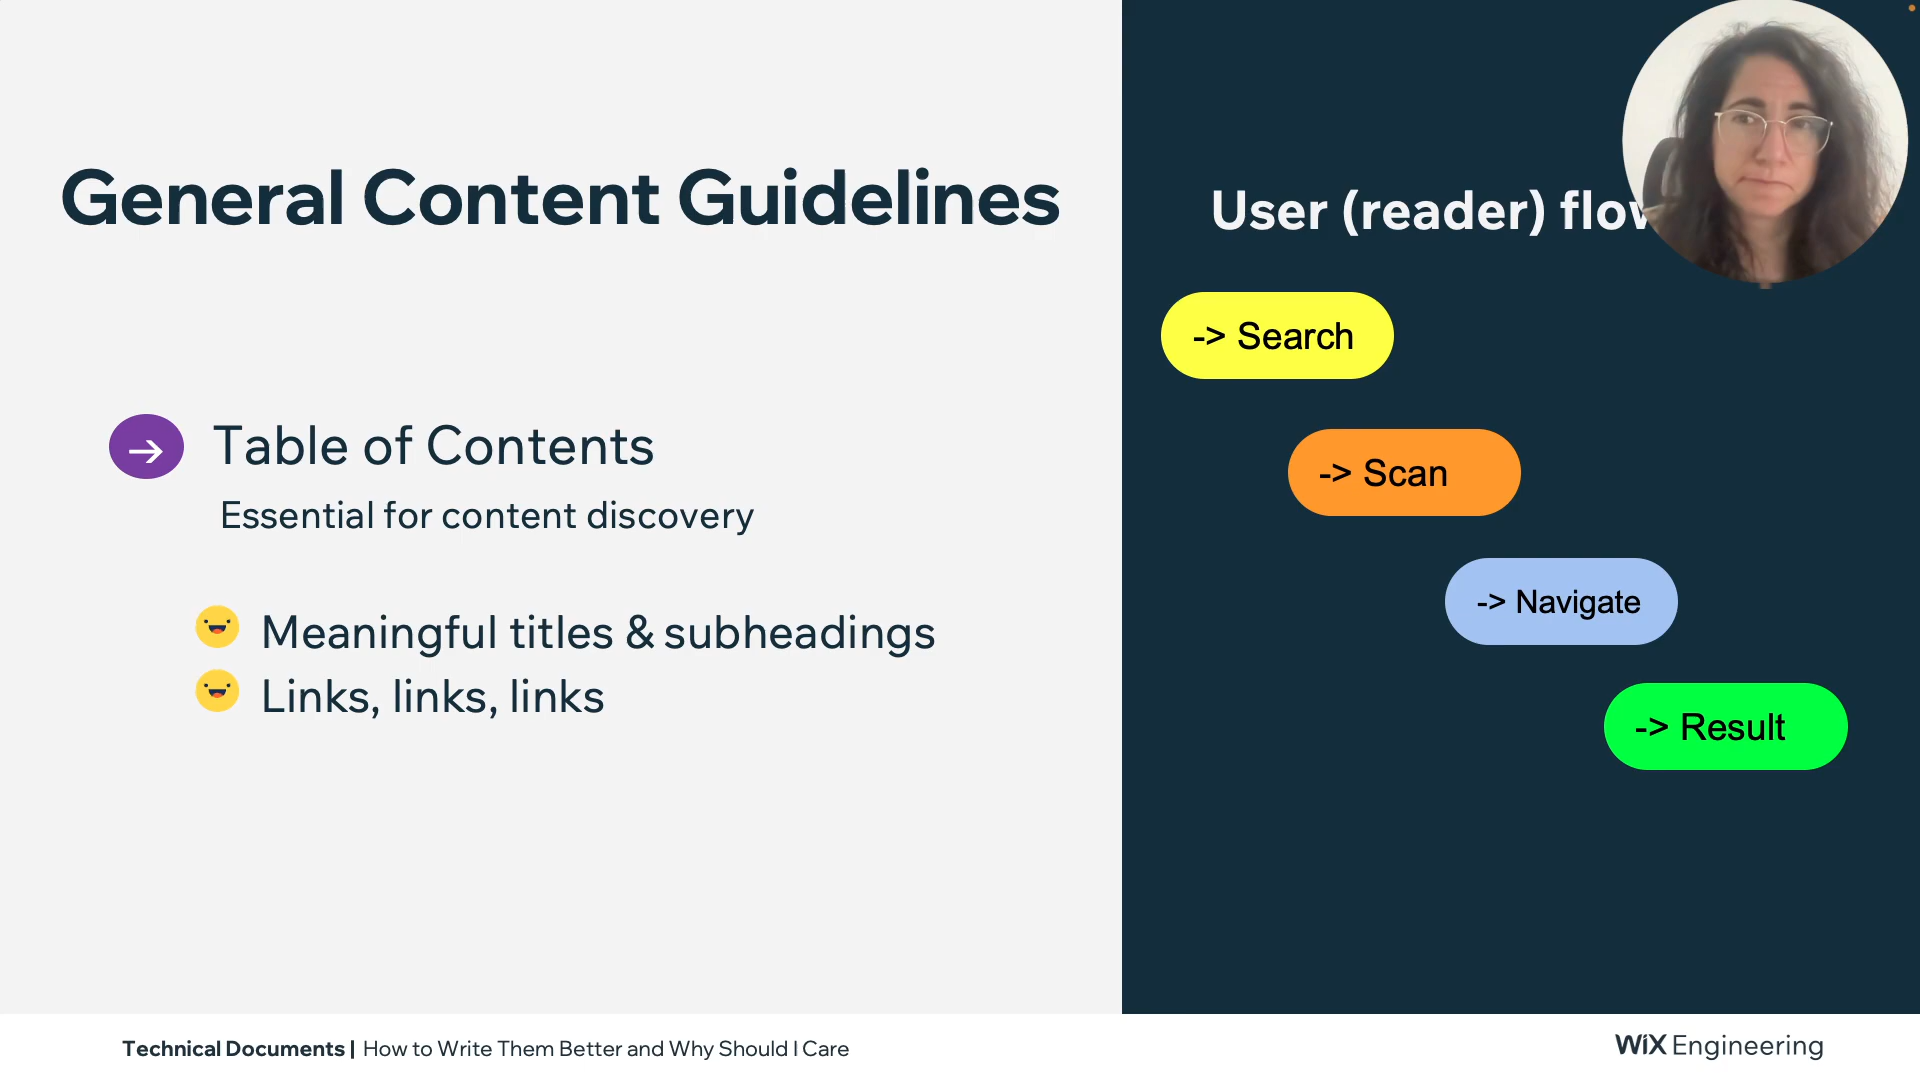 General Content Guidelines
Table of Contents
Essential for content discovery
Meaningful titles & subheadings
Links, links, links
User (reader)
-> Search
-> Scan
-> Navigate
-> Result
Technical Documents | How to Write Them Better and Why Should I Care
WiX Engineering